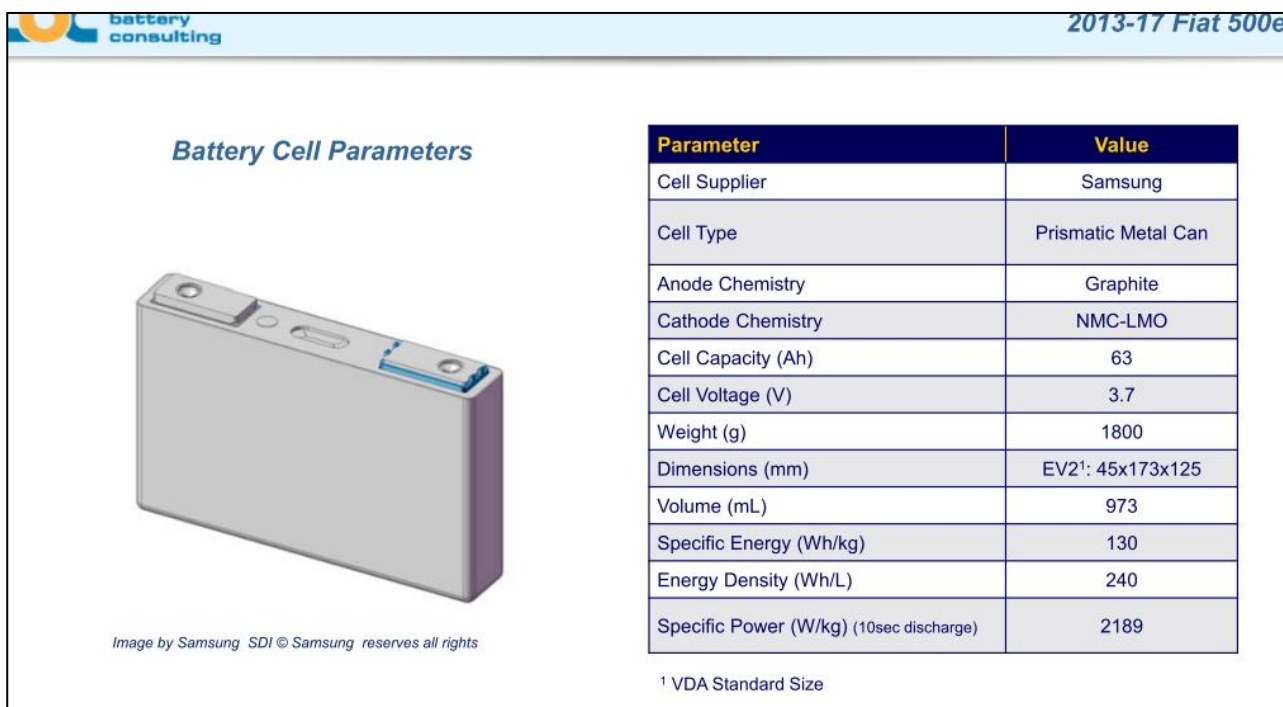 battery
consulting
2013-17 Fiat 500e
Battery Cell Parameters
Parameter Value
Cell Supplier Samsung
Cell Type Prismatic Metal Can
Anode Chemistry Graphite
Cathode Chemistry NMC-LMO
Cell Capacity (Ah) 63
Cell Voltage (V) 3.7
Weight (g) 1800
Dimensions (mm) EV2¹: 45x173x125
Volume (mL) 973
Specific Energy (Wh/kg) 130
Energy Density (Wh/L) 240
Specific Power (W/kg) (10sec discharge) 2189
Image by Samsung SDI © Samsung reserves all rights
¹ VDA Standard Size